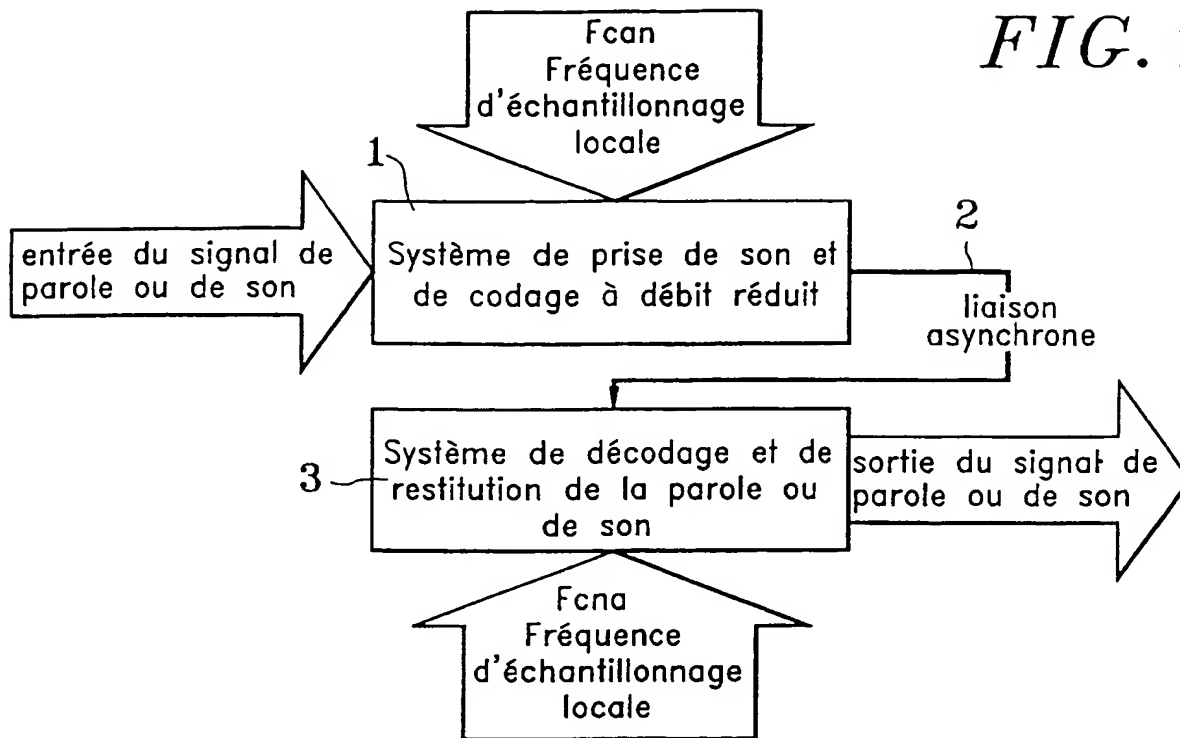 FIG.
Fcan
Fréquence
d'échantillonnage
locale
1
entrée du signal de
parole ou de son
Système de prise de son et
de codage à débit réduit
2
liaison
asynchrone
3
Système de décodage et de
restitution de la parole ou
de son
sortie du signal de
parole ou de son
Fcna
Fréquence
d'échantillonnage
locale